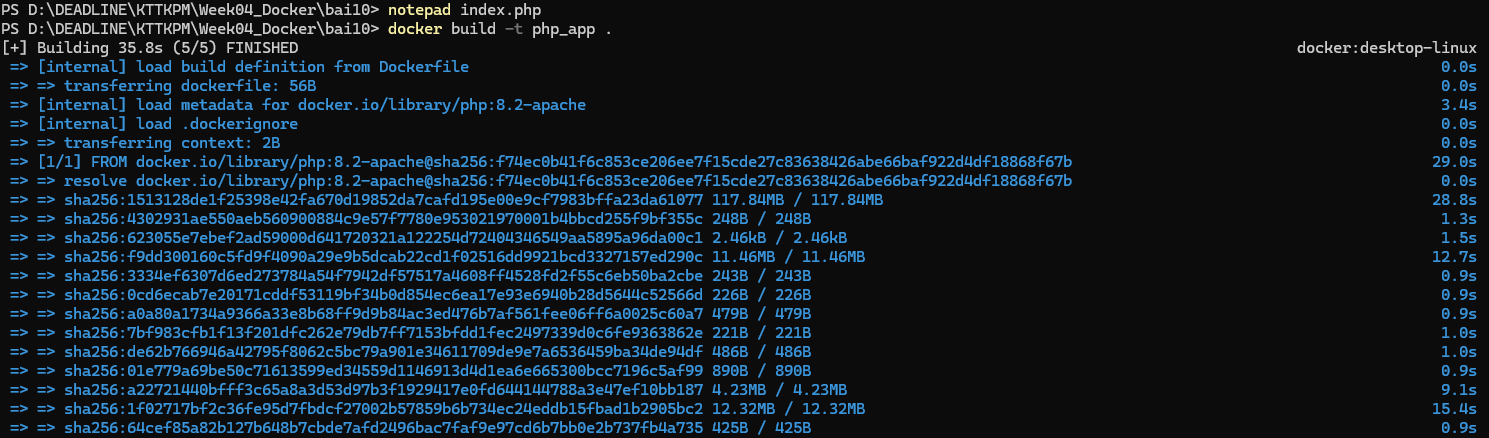 PS D:\DEADLINE\KTTKPM\Week04_Docker\bai10> notepad index.php
PS D:\DEADLINE\KTTKPM\Week04_Docker\bai10> docker build -t php_app .
[+] Building 35.8s (5/5) FINISHED docker:desktop-linux
=> [internal] load build definition from Dockerfile 0.0s
=> => transferring dockerfile: 56B 0.0s
=> [internal] load metadata for docker.io/library/php:8.2-apache 3.4s
=> [internal] load .dockerignore 0.0s
=> => transferring context: 2B 0.0s
=> [1/1] FROM docker.io/library/php:8.2-apache@sha256:f74ec0b41f6c853ce206ee7f15cde27c83638426abe66baf922d4df18868f67b 29.0s
=> => resolve docker.io/library/php:8.2-apache@sha256:f74ec0b41f6c853ce206ee7f15cde27c83638426abe66baf922d4df18868f67b 0.0s
=> => sha256:1513128de1f25398e42fa670d19852da7cafd195e00e9cf7983bffa23da61077 117.84MB / 117.84MB 28.8s
=> => sha256:4302931ae550aeb560900884c9e57f7780e953021970001b4bbcd255f9bf355c 248B / 248B 1.3s
=> => sha256:623055e7ebef2ad59000d641720321a122254d72404346549aa5895a96da00c1 2.46kB / 2.46kB 1.5s
=> => sha256:f9dd300160c5fd9f4090a29e9b5dcab22cd1f02516dd9921bcd3327157ed290c 11.46MB / 11.46MB 12.7s
=> => sha256:3334ef6307d6ed273784a54f7942df57517a4608ff4528fd2f55c6eb50ba2cbe 243B / 243B 0.9s
=> => sha256:0cd6ecab7e20171cddf53119bf34b0d854ec6ea17e93e6940b28d5644c52566d 226B / 226B 0.9s
=> => sha256:a0a80a1734a9366a33e8b68ff9d9b84ac3ed476b7af561fee06ff6a0025c60a7 479B / 479B 0.9s
=> => sha256:7bf983cfb1f13f201dfc262e79db7ff7153bfdd1fec2497339d0c6fe9363862e 221B / 221B 1.0s
=> => sha256:de62b766946a42795f8062c5bc79a901e34611709de9e7a6536459ba34de94df 486B / 486B 1.0s
=> => sha256:01e779a69be50c71613599ed34559d1146913d4d1ea6e665300bcc7196c5af99 890B / 890B 0.9s
=> => sha256:a22721440bfff3c65a8a3d53d97b3f1929417e0fd644144788a3e47ef10bb187 4.23MB / 4.23MB 9.1s
=> => sha256:1f02717bf2c36fe95d7fbdcf27002b57859b6b734ec24eddb15fbad1b2905bc2 12.32MB / 12.32MB 15.4s
=> => sha256:64cef85a82b127b648b7cbde7afd2496bac7faf9e97cd6b7bb0e2b737fb4a735 425B / 425B 0.9s